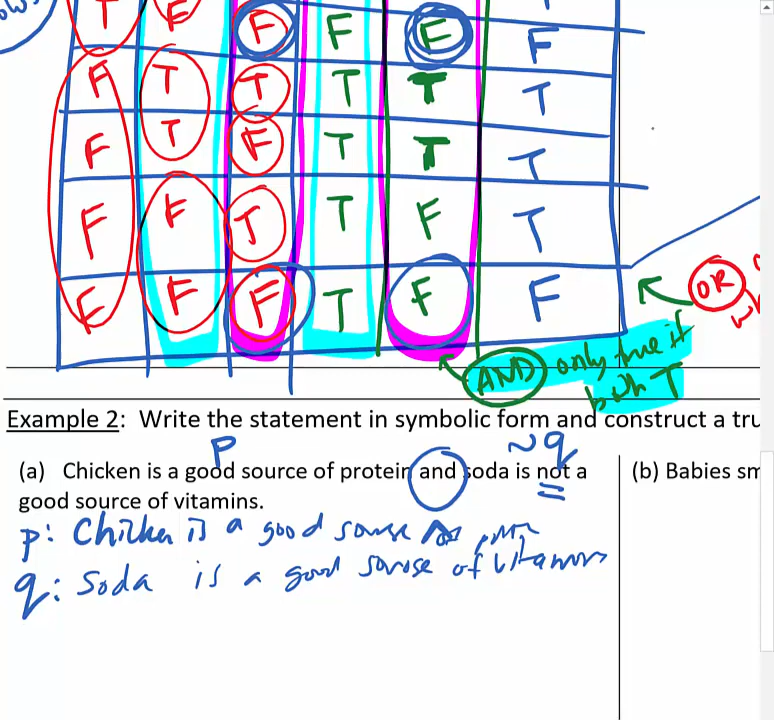 T F F F F F
F T T T T T
F T F T T T
F F T T F T
F F F T F F
OR
AND only true if
both T
Example 2: Write the statement in symbolic form and construct a tru
p ~q
(a) Chicken is a good source of protein and soda is not a
good source of vitamins.
(b) Babies sm
p: Chicken is a good source
q: Soda is a good source of vitamins